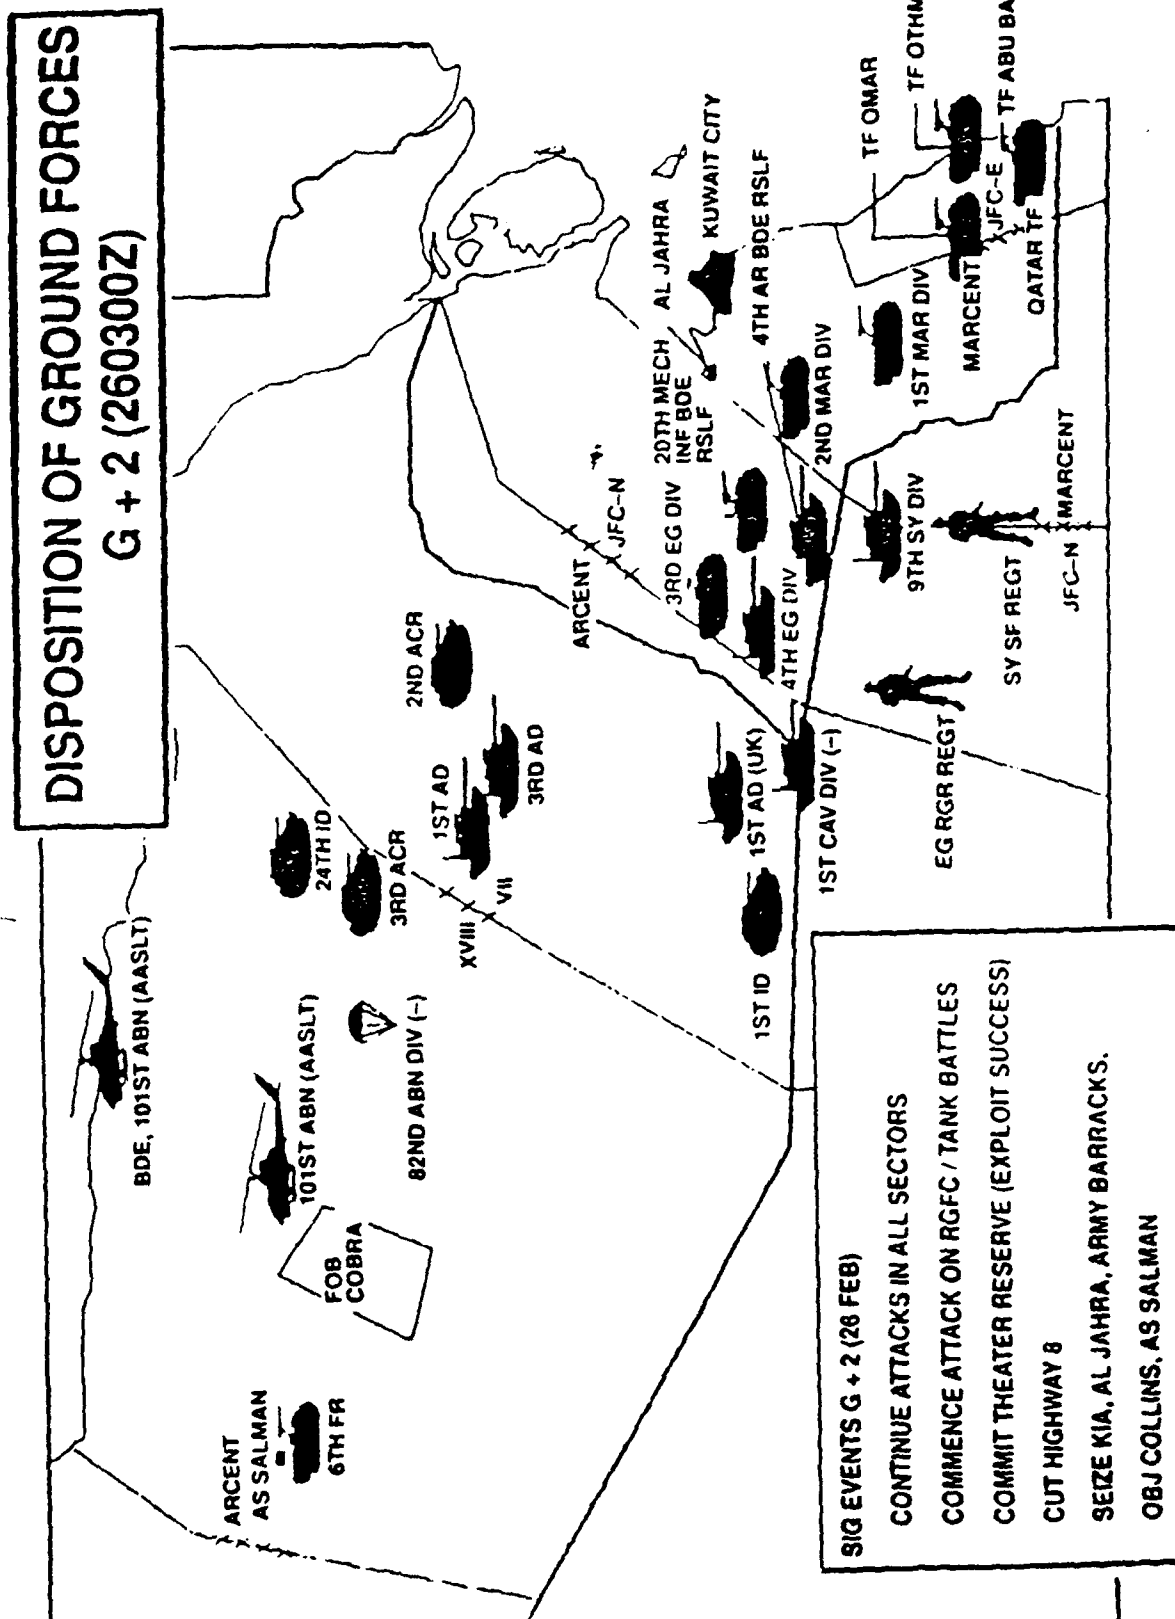 DISPOSITION OF GROUND FORCES
G + 2 (260300Z)
BDE, 101ST ABN (AASLT)
101ST ABN (AASLT)
82ND ABN DIV (–)
FOB
COBRA
ARCENT
AS SALMAN
6TH FR
24TH ID
3RD ACR
XVIII
VII
2ND ACR
1ST AD
3RD AD
ARCENT
JFC–N
1ST ID
1ST AD (UK)
1ST CAV DIV (–)
3RD EG DIV
4TH EG DIV
20TH MECH
INF BDE
RSLF
AL JAHRA
KUWAIT CITY
4TH AR BDE RSLF
2ND MAR DIV
9TH SY DIV
1ST MAR DIV
TF OMAR
TF OTHM
TF ABU BA
MARCENT
JFC–E
QATAR TF
EG RGR REGT
SY SF REGT
JFC–N
MARCENT
SIG EVENTS G + 2 (26 FEB)
CONTINUE ATTACKS IN ALL SECTORS
COMMENCE ATTACK ON RGFC / TANK BATTLES
COMMIT THEATER RESERVE (EXPLOIT SUCCESS)
CUT HIGHWAY 8
SEIZE KIA, AL JAHRA, ARMY BARRACKS.
OBJ COLLINS, AS SALMAN